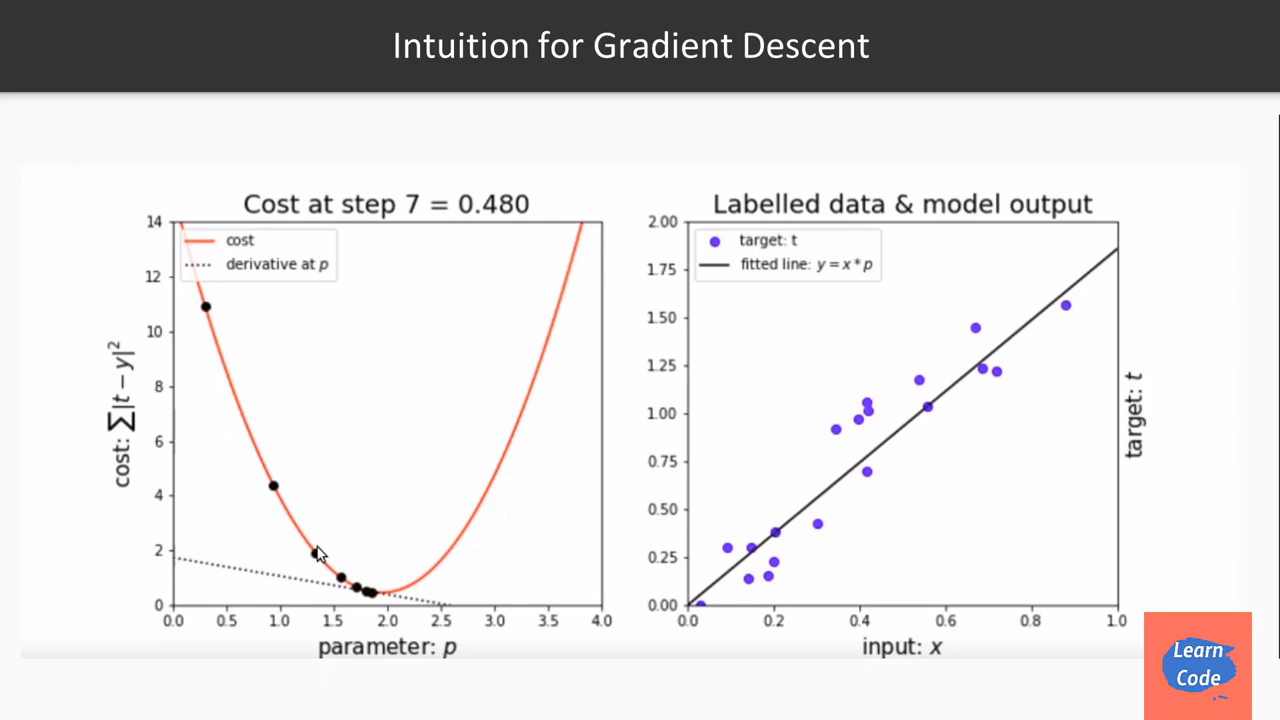 Intuition for Gradient Descent
Cost at step 7 = 0.480
14
12
10
8
6
4
2
0
cost
derivative at p
cost: ∑|t − y|²
0.0 0.5 1.0 1.5 2.0 2.5 3.0 3.5 4.0
parameter: p
Labelled data & model output
2.00
1.75
1.50
1.25
1.00
0.75
0.50
0.25
0.00
target: t
fitted line: y = x * p
target: t
0.0 0.2 0.4 0.6 0.8 1.0
input: x
Learn
Code